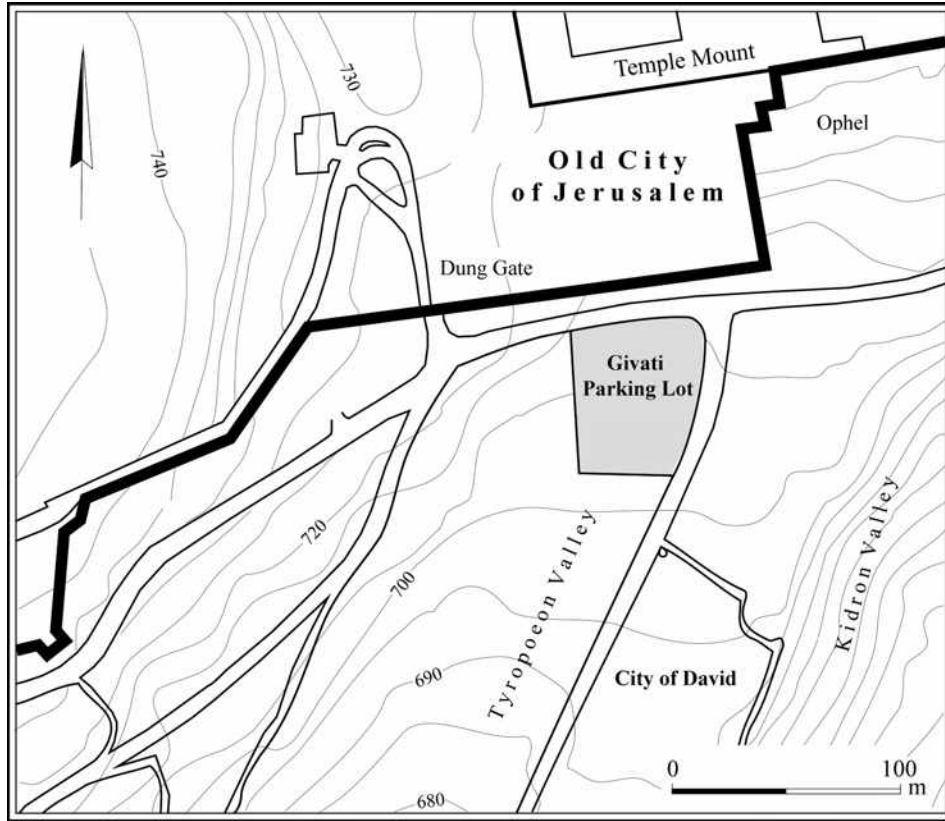 Temple Mount
730
Ophel
740
Old City
of Jerusalem
Dung Gate
Givati
Parking Lot
720
700
Tyropoeon Valley
Kidron Valley
690
City of David
680
0
100
m